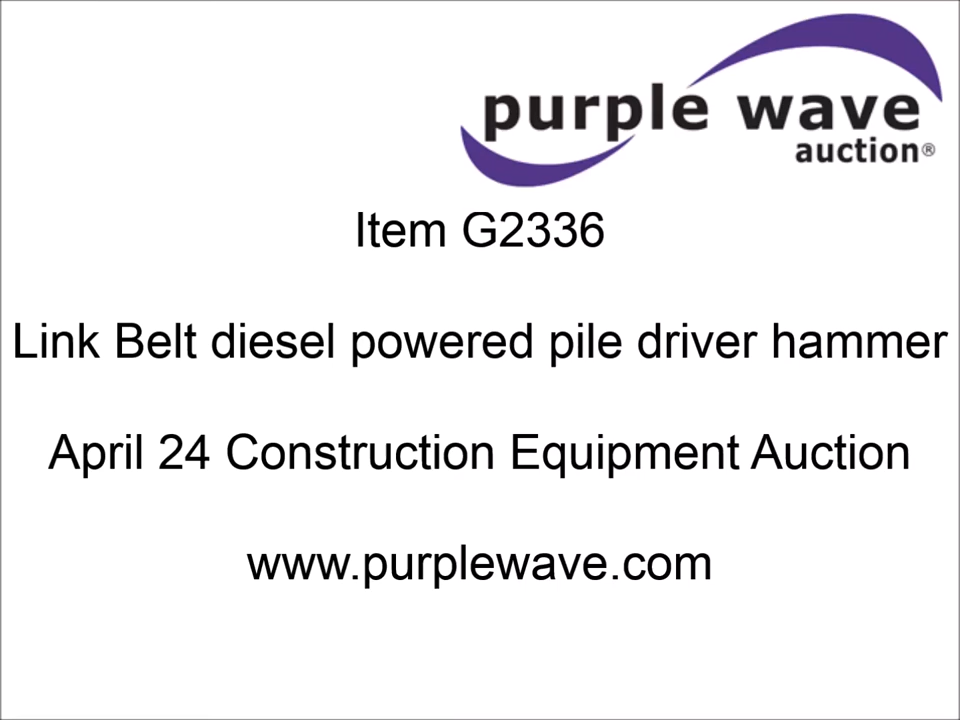 purple wave
auction®
Item G2336
Link Belt diesel powered pile driver hammer
April 24 Construction Equipment Auction
www.purplewave.com